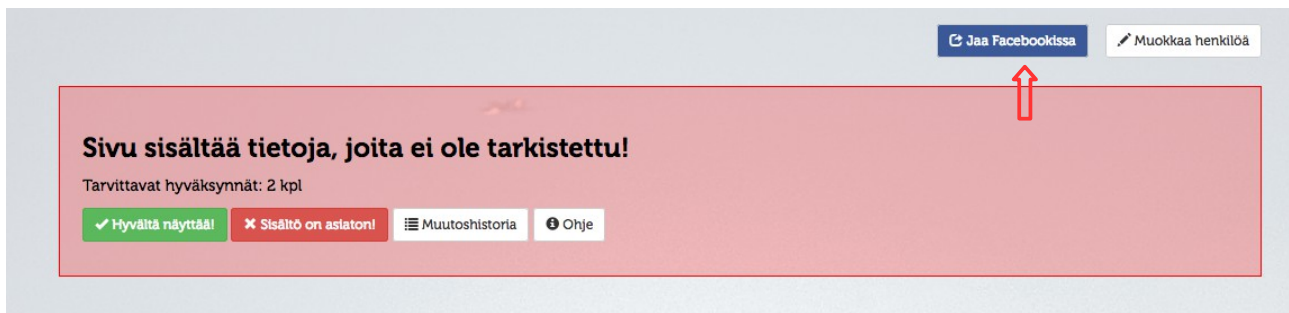 Jaa Facebookissa
Muokkaa henkilöä
Sivu sisältää tietoja, joita ei ole tarkistettu!
Tarvittavat hyväksynnät: 2 kpl
Hyvältä näyttää!
Sisältö on asiaton!
Muutoshistoria
Ohje